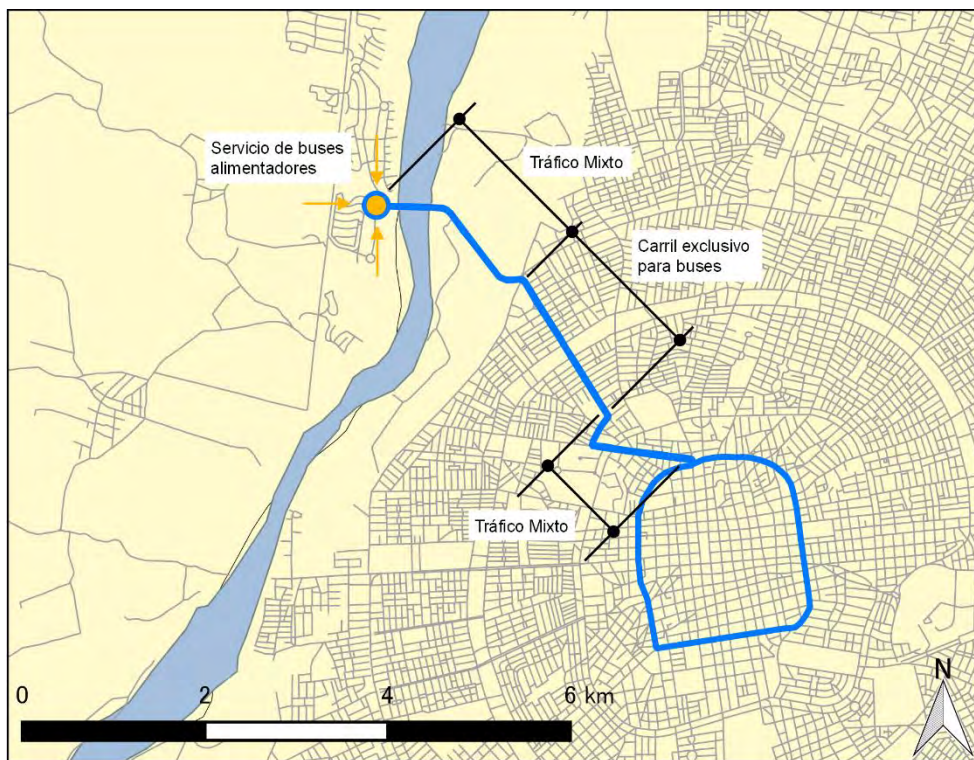 Servicio de buses
alimentadores
Tráfico Mixto
Carril exclusivo
para buses
Tráfico Mixto
0 2 4 6 km
N